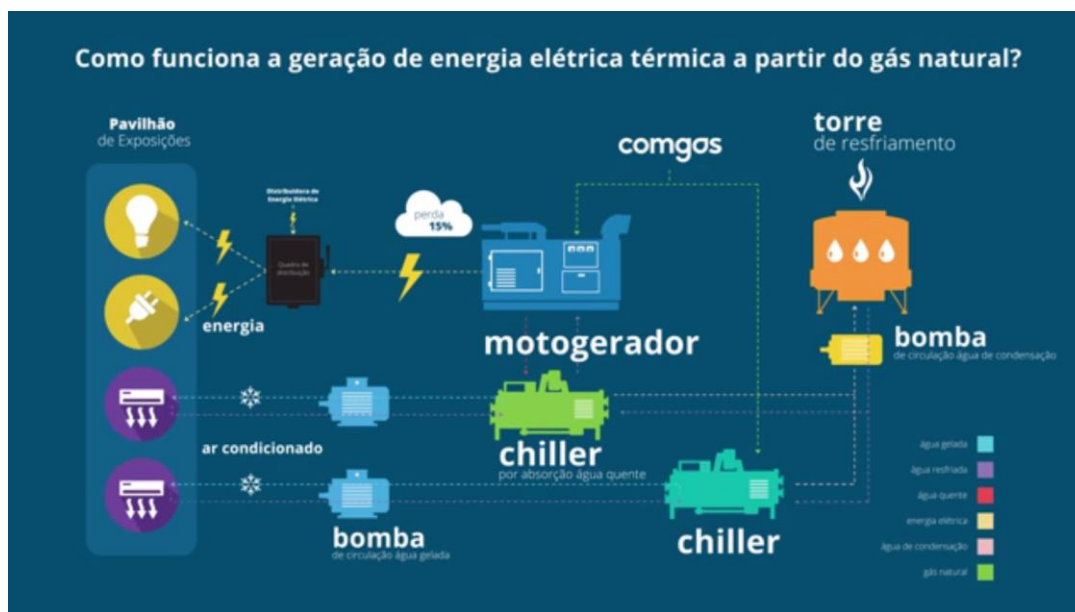 Como funciona a geração de energia elétrica térmica a partir do gás natural?
Pavilhão
de Exposições
Distribuidora de
Energia Elétrica
Quadro de
distribuição
energia
perda
15%
comgas
motogerador
torre
de resfriamento
bomba
de circulação água de condensação
ar condicionado
chiller
por absorção água quente
bomba
de circulação água gelada
chiller
água gelada
água resfriada
água quente
energia elétrica
água de condensação
gás natural